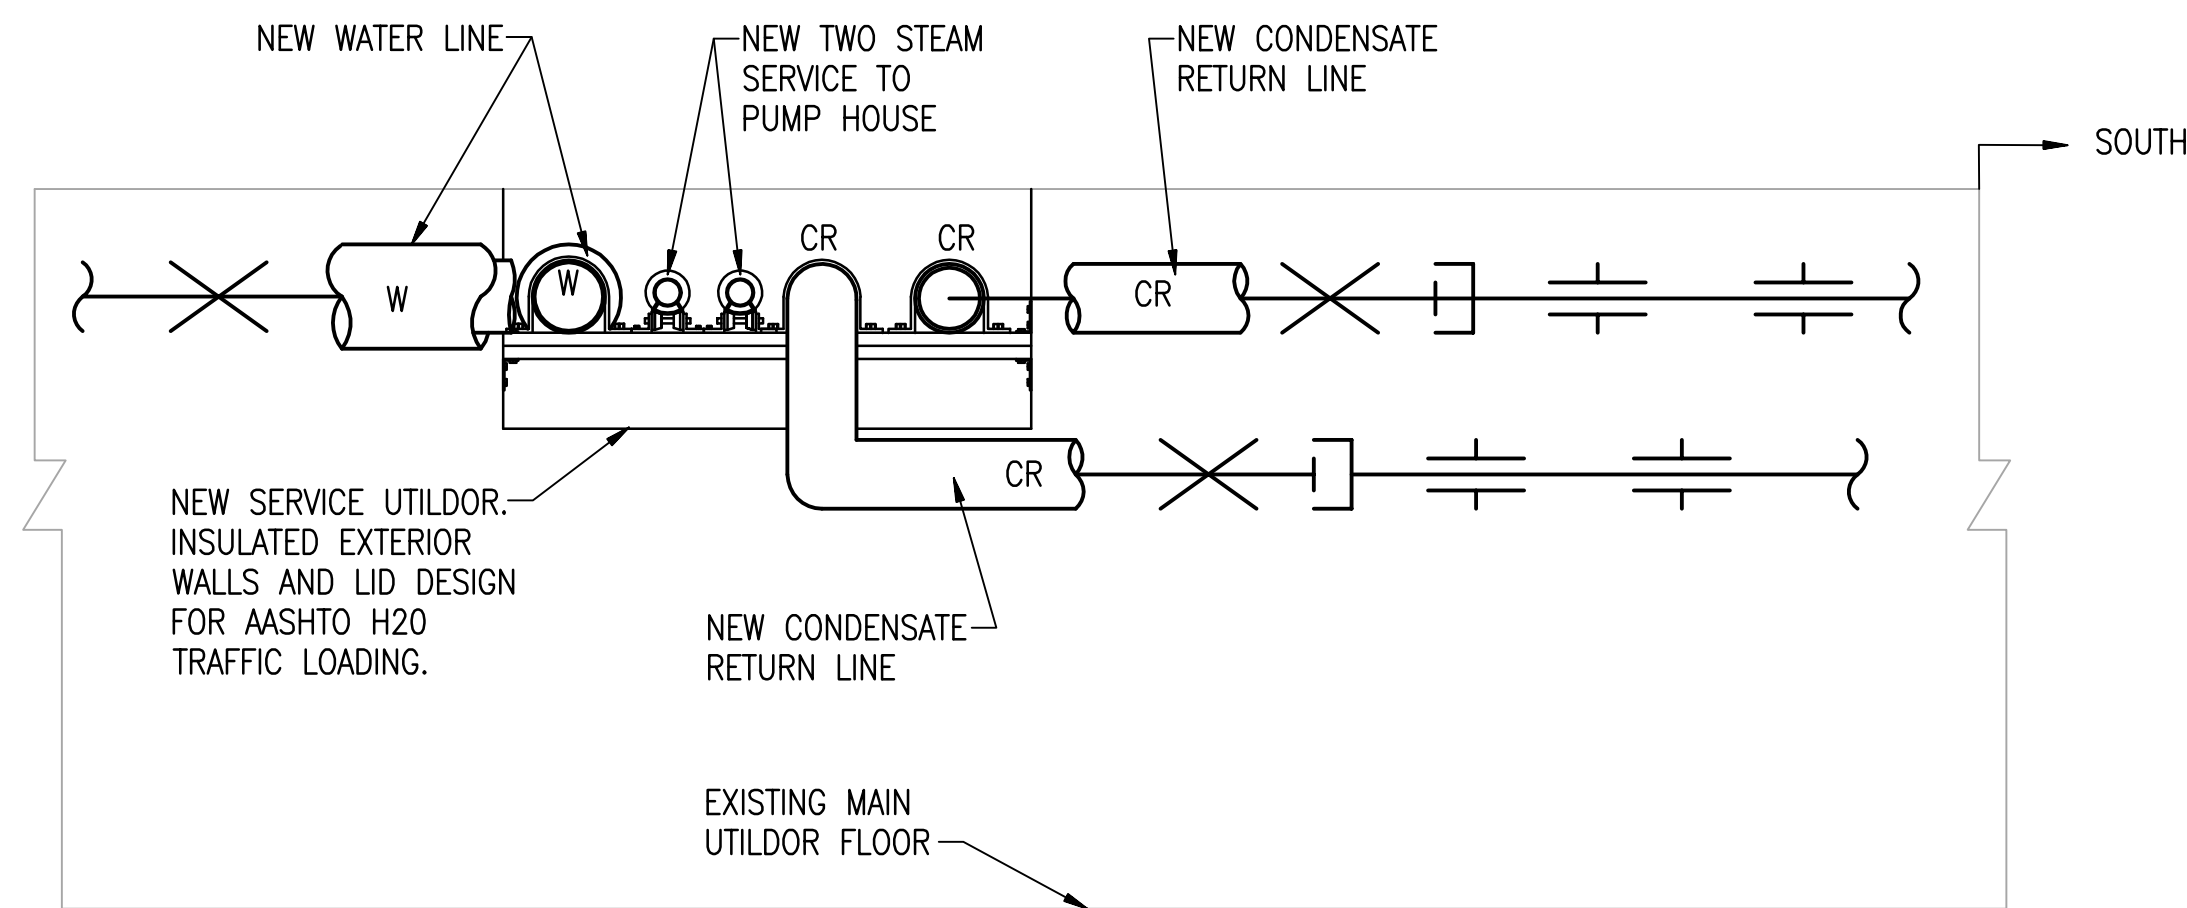 NEW WATER LINE
NEW TWO STEAM
SERVICE TO
PUMP HOUSE
NEW CONDENSATE
RETURN LINE
SOUTH
CR
CR
W
W
CR
CR
NEW SERVICE UTILDOR.
INSULATED EXTERIOR
WALLS AND LID DESIGN
FOR AASHTO H20
TRAFFIC LOADING.
NEW CONDENSATE
RETURN LINE
EXISTING MAIN
UTILDOR FLOOR